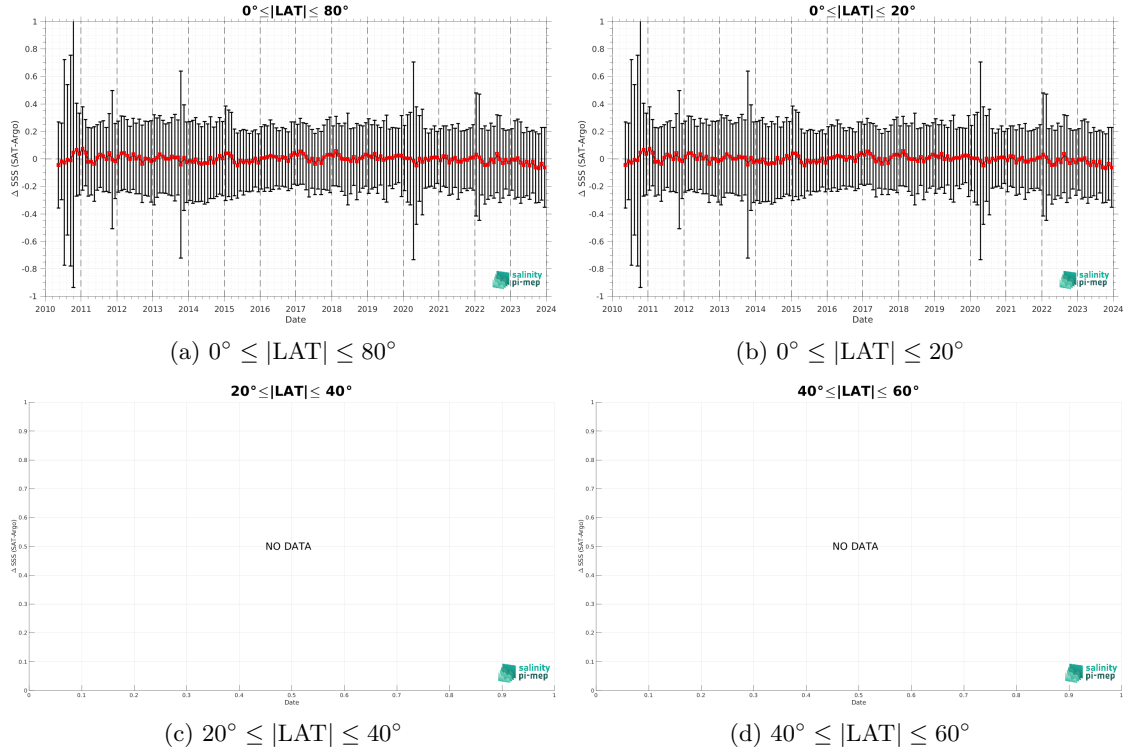 0°≤|LAT|≤ 80°
1
0.8
0.6
0.4
0.2
0
-0.2
-0.4
-0.6
-0.8
-1
Δ SSS (SAT-Argo)
2010 2011 2012 2013 2014 2015 2016 2017 2018 2019 2020 2021 2022 2023 2024
Date
salinity
pi-mep
(a) 0° ≤ |LAT| ≤ 80°
0°≤|LAT|≤ 20°
1
0.8
0.6
0.4
0.2
0
-0.2
-0.4
-0.6
-0.8
-1
Δ SSS (SAT-Argo)
2010 2011 2012 2013 2014 2015 2016 2017 2018 2019 2020 2021 2022 2023 2024
Date
salinity
pi-mep
(b) 0° ≤ |LAT| ≤ 20°
20°≤|LAT|≤ 40°
1
0.9
0.8
0.7
0.6
0.5
0.4
0.3
0.2
0.1
0
Δ SSS (SAT-Argo)
NO DATA
0 0.1 0.2 0.3 0.4 0.5 0.6 0.7 0.8 0.9 1
Date
salinity
pi-mep
(c) 20° ≤ |LAT| ≤ 40°
40°≤|LAT|≤ 60°
1
0.9
0.8
0.7
0.6
0.5
0.4
0.3
0.2
0.1
0
Δ SSS (SAT-Argo)
NO DATA
0 0.1 0.2 0.3 0.4 0.5 0.6 0.7 0.8 0.9 1
Date
salinity
pi-mep
(d) 40° ≤ |LAT| ≤ 60°